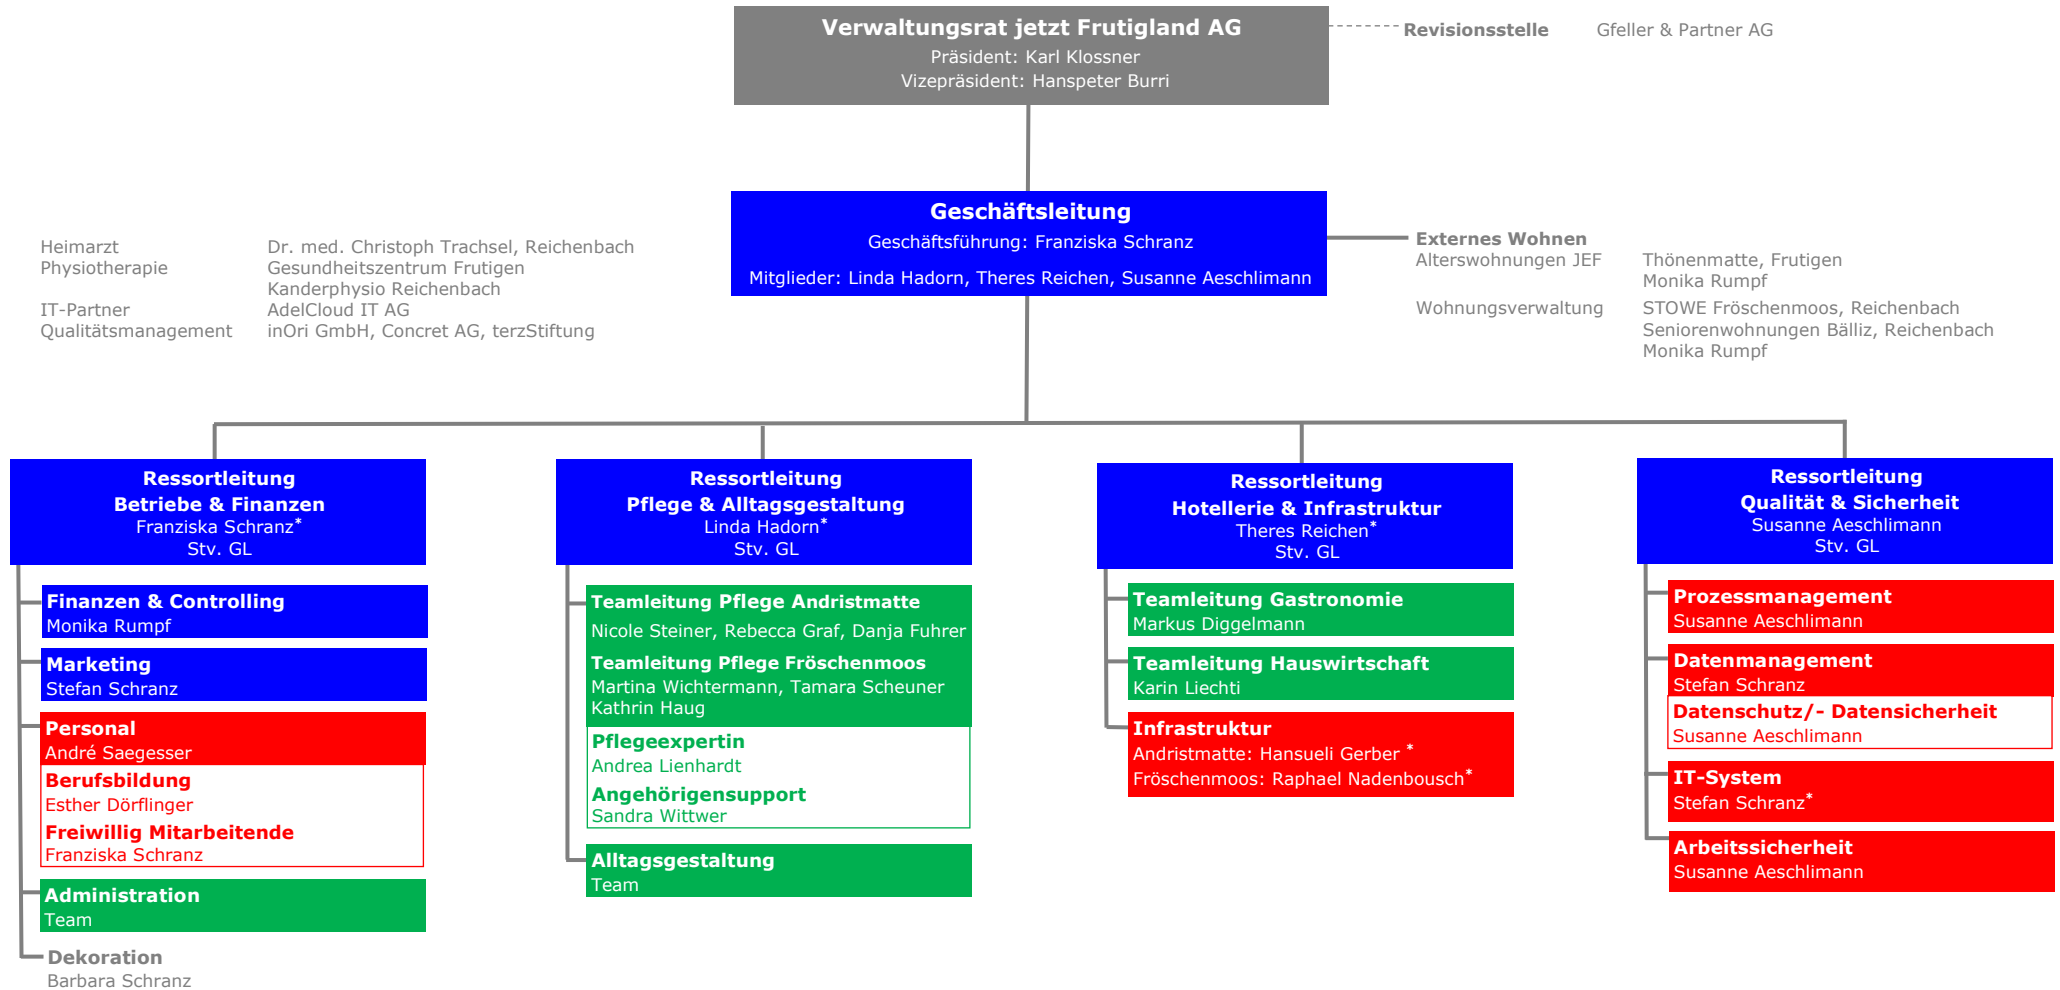 Verwaltungsrat jetzt Frutigland AG
Präsident: Karl Klossner
Vizepräsident: Hanspeter Burri
Revisionsstelle Gfeller & Partner AG
Geschäftsleitung
Geschäftsführung: Franziska Schranz
Mitglieder: Linda Hadorn, Theres Reichen, Susanne Aeschlimann
Heimarzt Dr. med. Christoph Trachsel, Reichenbach
Physiotherapie Gesundheitszentrum Frutigen
Kanderphysio Reichenbach
IT-Partner AdelCloud IT AG
Qualitätsmanagement inOri GmbH, Concret AG, terzStiftung
Externes Wohnen
Alterswohnungen JEF Thönenmatte, Frutigen
Monika Rumpf
Wohnungsverwaltung STOWE Fröschenmoos, Reichenbach
Seniorenwohnungen Bälliz, Reichenbach
Monika Rumpf
Ressortleitung
Betriebe & Finanzen
Franziska Schranz*
Stv. GL
Finanzen & Controlling
Monika Rumpf
Marketing
Stefan Schranz
Personal
André Saegesser
Berufsbildung
Esther Dörflinger
Freiwillig Mitarbeitende
Franziska Schranz
Administration
Team
Dekoration
Barbara Schranz
Ressortleitung
Pflege & Alltagsgestaltung
Linda Hadorn*
Stv. GL
Teamleitung Pflege Andristmatte
Nicole Steiner, Rebecca Graf, Danja Fuhrer
Teamleitung Pflege Fröschenmoos
Martina Wichtermann, Tamara Scheuner
Kathrin Haug
Pflegeexpertin
Andrea Lienhardt
Angehörigensupport
Sandra Wittwer
Alltagsgestaltung
Team
Ressortleitung
Hotellerie & Infrastruktur
Theres Reichen*
Stv. GL
Teamleitung Gastronomie
Markus Diggelmann
Teamleitung Hauswirtschaft
Karin Liechti
Infrastruktur
Andristmatte: Hansueli Gerber *
Fröschenmoos: Raphael Nadenbousch*
Ressortleitung
Qualität & Sicherheit
Susanne Aeschlimann
Stv. GL
Prozessmanagement
Susanne Aeschlimann
Datenmanagement
Stefan Schranz
Datenschutz/- Datensicherheit
Susanne Aeschlimann
IT-System
Stefan Schranz*
Arbeitssicherheit
Susanne Aeschlimann